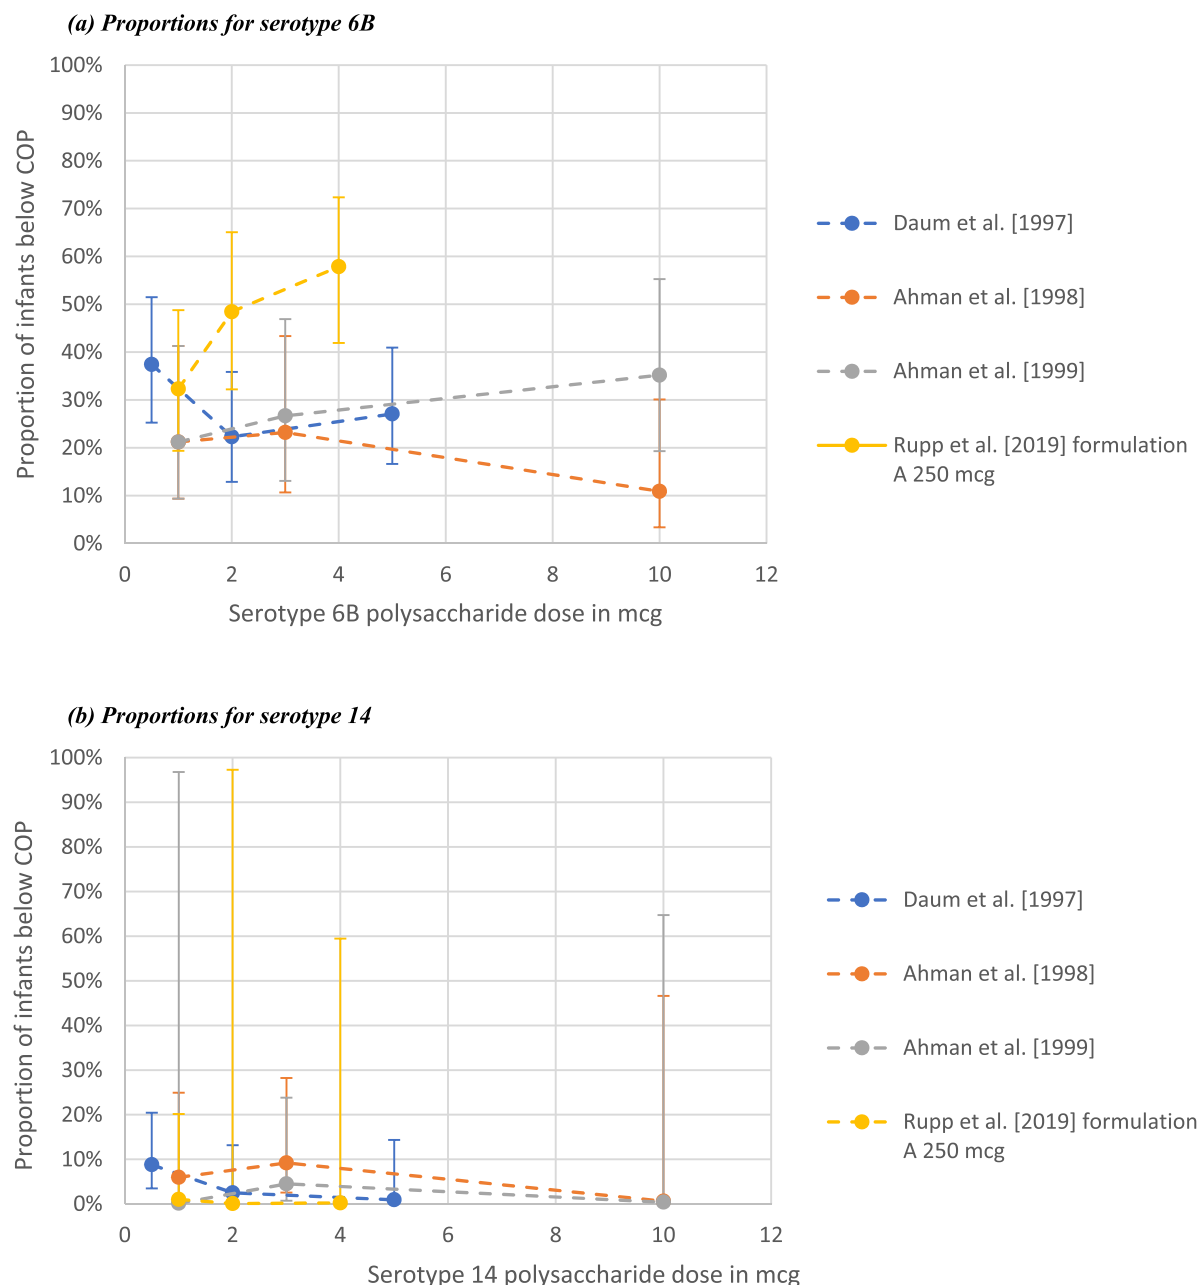 (a) Proportions for serotype 6B
100%
90%
80%
70%
60%
50%
40%
30%
20%
10%
0%
Proportion of infants below COP
0 2 4 6 8 10 12
Serotype 6B polysaccharide dose in mcg
Daum et al. [1997]
Ahman et al. [1998]
Ahman et al. [1999]
Rupp et al. [2019] formulation
A 250 mcg
(b) Proportions for serotype 14
100%
90%
80%
70%
60%
50%
40%
30%
20%
10%
0%
Proportion of infants below COP
0 2 4 6 8 10 12
Serotype 14 polysaccharide dose in mcg
Daum et al. [1997]
Ahman et al. [1998]
Ahman et al. [1999]
Rupp et al. [2019] formulation
A 250 mcg